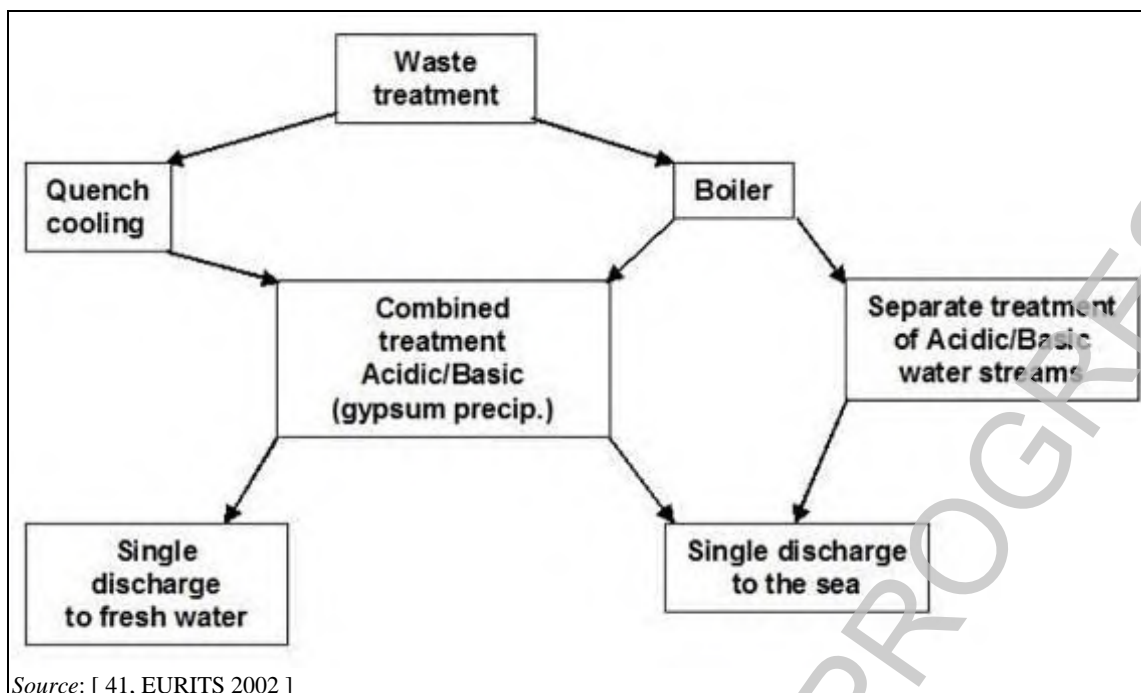 Waste
treatment
Quench
cooling
Boiler
Combined
treatment
Acidic/Basic
(gypsum precip.)
Separate treatment
of Acidic/Basic
water streams
Single
discharge
to fresh water
Single discharge
to the sea
Source: [ 41, EURITS 2002 ]
PROGRE